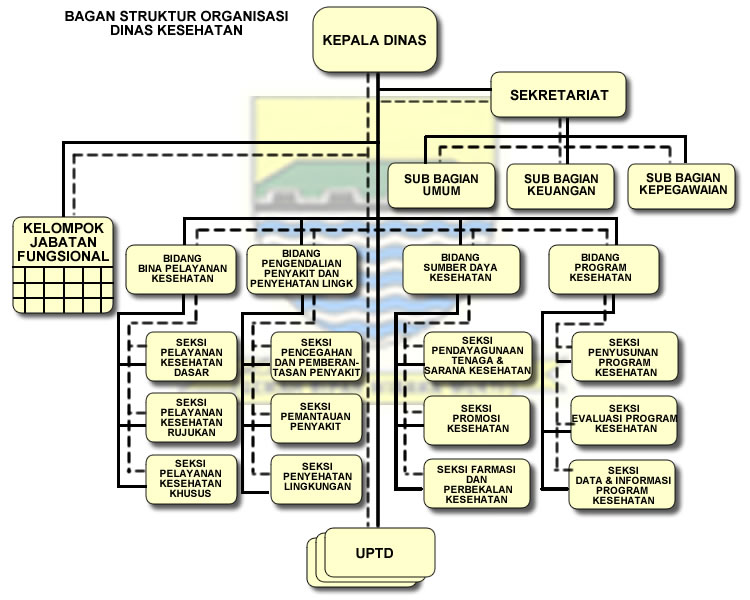 BAGAN STRUKTUR ORGANISASI
DINAS KESEHATAN
KEPALA DINAS
SEKRETARIAT
SUB BAGIAN
UMUM
SUB BAGIAN
KEUANGAN
SUB BAGIAN
KEPEGAWAIAN
KELOMPOK
JABATAN
FUNGSIONAL
BIDANG
BINA PELAYANAN
KESEHATAN
BIDANG
PENGENDALIAN
PENYAKIT DAN
PENYEHATAN LINGK
BIDANG
SUMBER DAYA
KESEHATAN
BIDANG
PROGRAM
KESEHATAN
SEKSI
PELAYANAN
KESEHATAN
DASAR
SEKSI
PENCEGAHAN
DAN PEMBERAN-
TASAN PENYAKIT
SEKSI
PENDAYAGUNAAN
TENAGA &
SARANA KESEHATAN
SEKSI
PENYUSUNAN
PROGRAM
KESEHATAN
SEKSI
PELAYANAN
KESEHATAN
RUJUKAN
SEKSI
PEMANTAUAN
PENYAKIT
SEKSI
PROMOSI
KESEHATAN
SEKSI
EVALUASI PROGRAM
KESEHATAN
SEKSI
PELAYANAN
KESEHATAN
KHUSUS
SEKSI
PENYEHATAN
LINGKUNGAN
SEKSI FARMASI
DAN
PERBEKALAN
KESEHATAN
SEKSI
DATA & INFORMASI
PROGRAM
KESEHATAN
UPTD